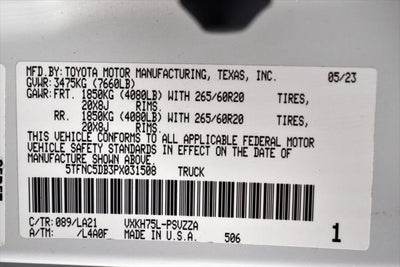 MFD.BY: TOYOTA MOTOR MANUFACTURING, TEXAS, INC. 05/23
GVWR: 3475KG (7660LB)
GAWR: FRT. 1850KG (4080LB) WITH 265/60R20 TIRES,
20X8J RIMS.
RR. 1850KG (4080LB) WITH 265/60R20 TIRES,
20X8J RIMS.
THIS VEHICLE CONFORMS TO ALL APPLICABLE FEDERAL MOTOR
VEHICLE SAFETY STANDARDS IN EFFECT ON THE DATE OF
MANUFACTURE SHOWN ABOVE.
5TFNC5DB3PX031508 TRUCK
C/TR: 089/LA21 VXKH75L-PSVZZA
A/TM: /L4A0F MADE IN U.S.A. 506 1